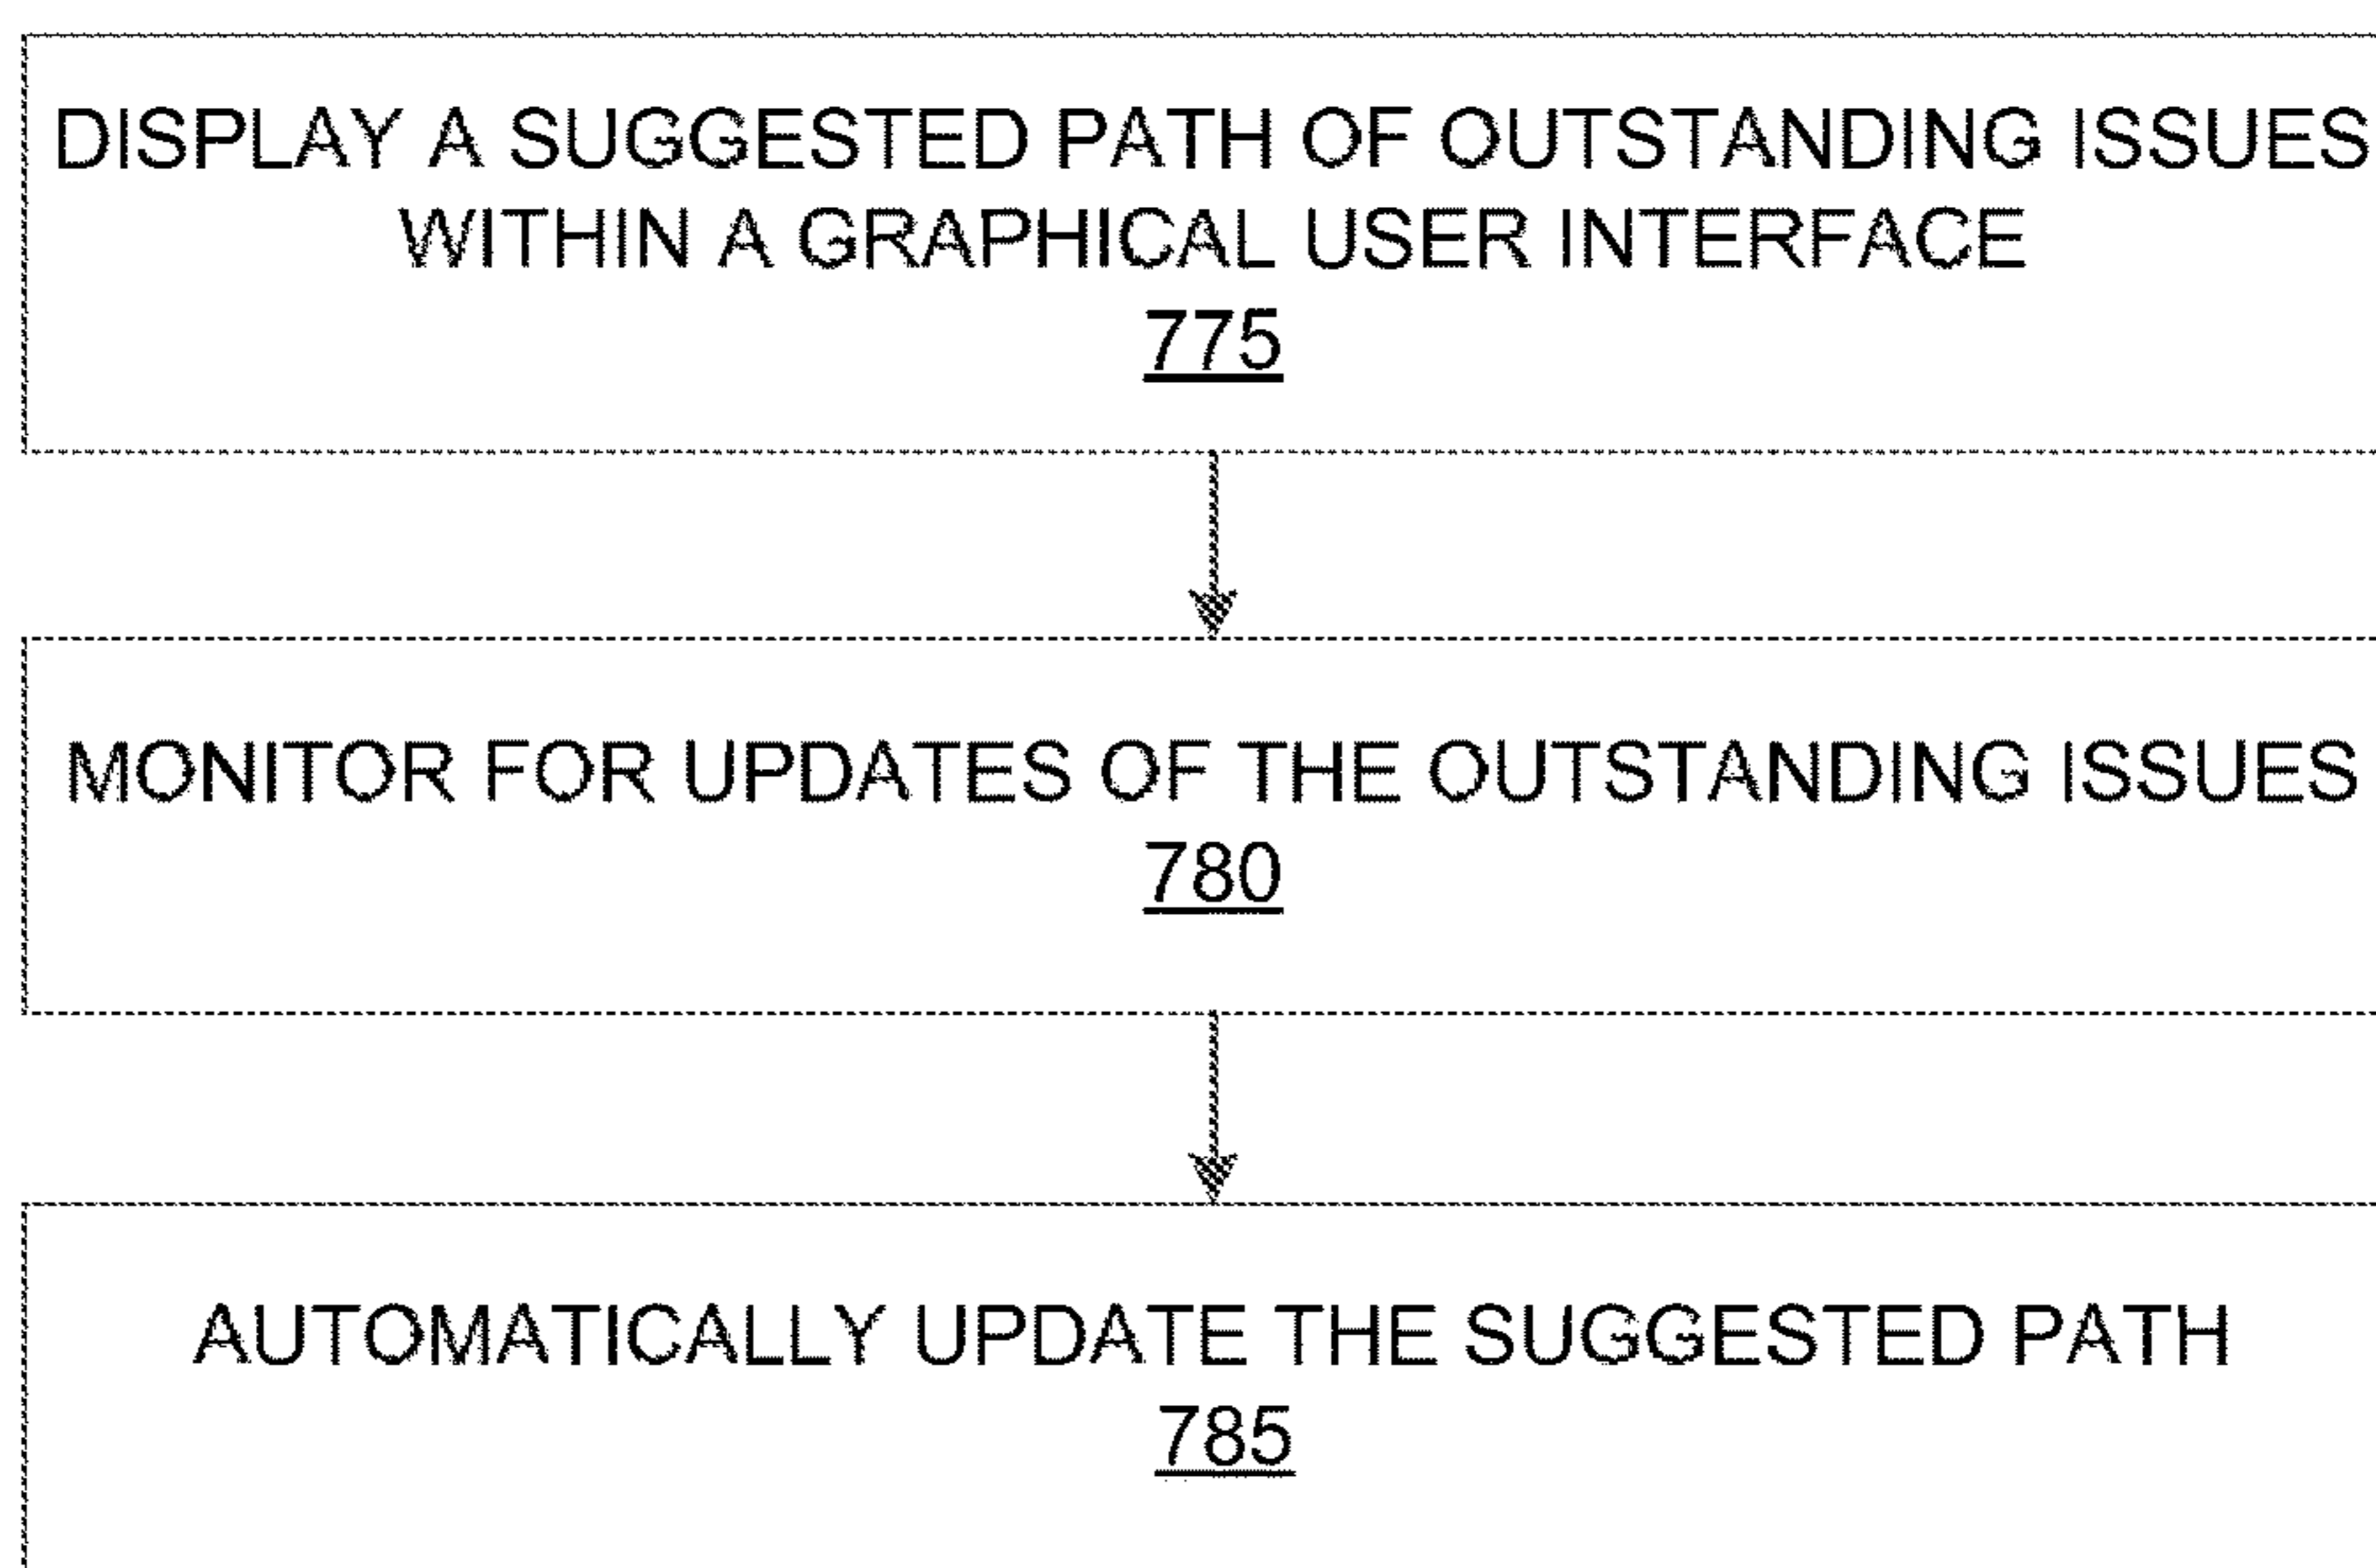 DISPLAY A SUGGESTED PATH OF OUTSTANDING ISSUES
WITHIN A GRAPHICAL USER INTERFACE
775
MONITOR FOR UPDATES OF THE OUTSTANDING ISSUES
780
AUTOMATICALLY UPDATE THE SUGGESTED PATH
785